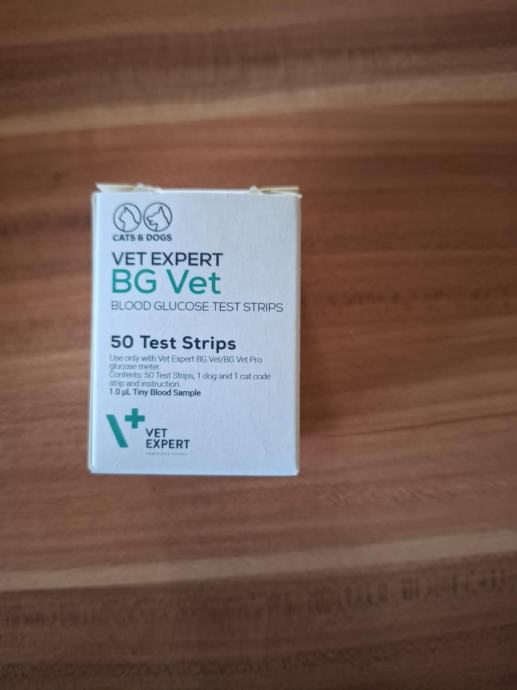 CATS & DOGS
VET EXPERT
BG Vet
BLOOD GLUCOSE TEST STRIPS
50 Test Strips
Use only with Vet Expert BG Vet/BG Vet Pro
glucose meter.
Contents: 50 Test Strips, 1 dog and 1 cat code
strip and instruction.
1.0 µL Tiny Blood Sample
VET
EXPERT